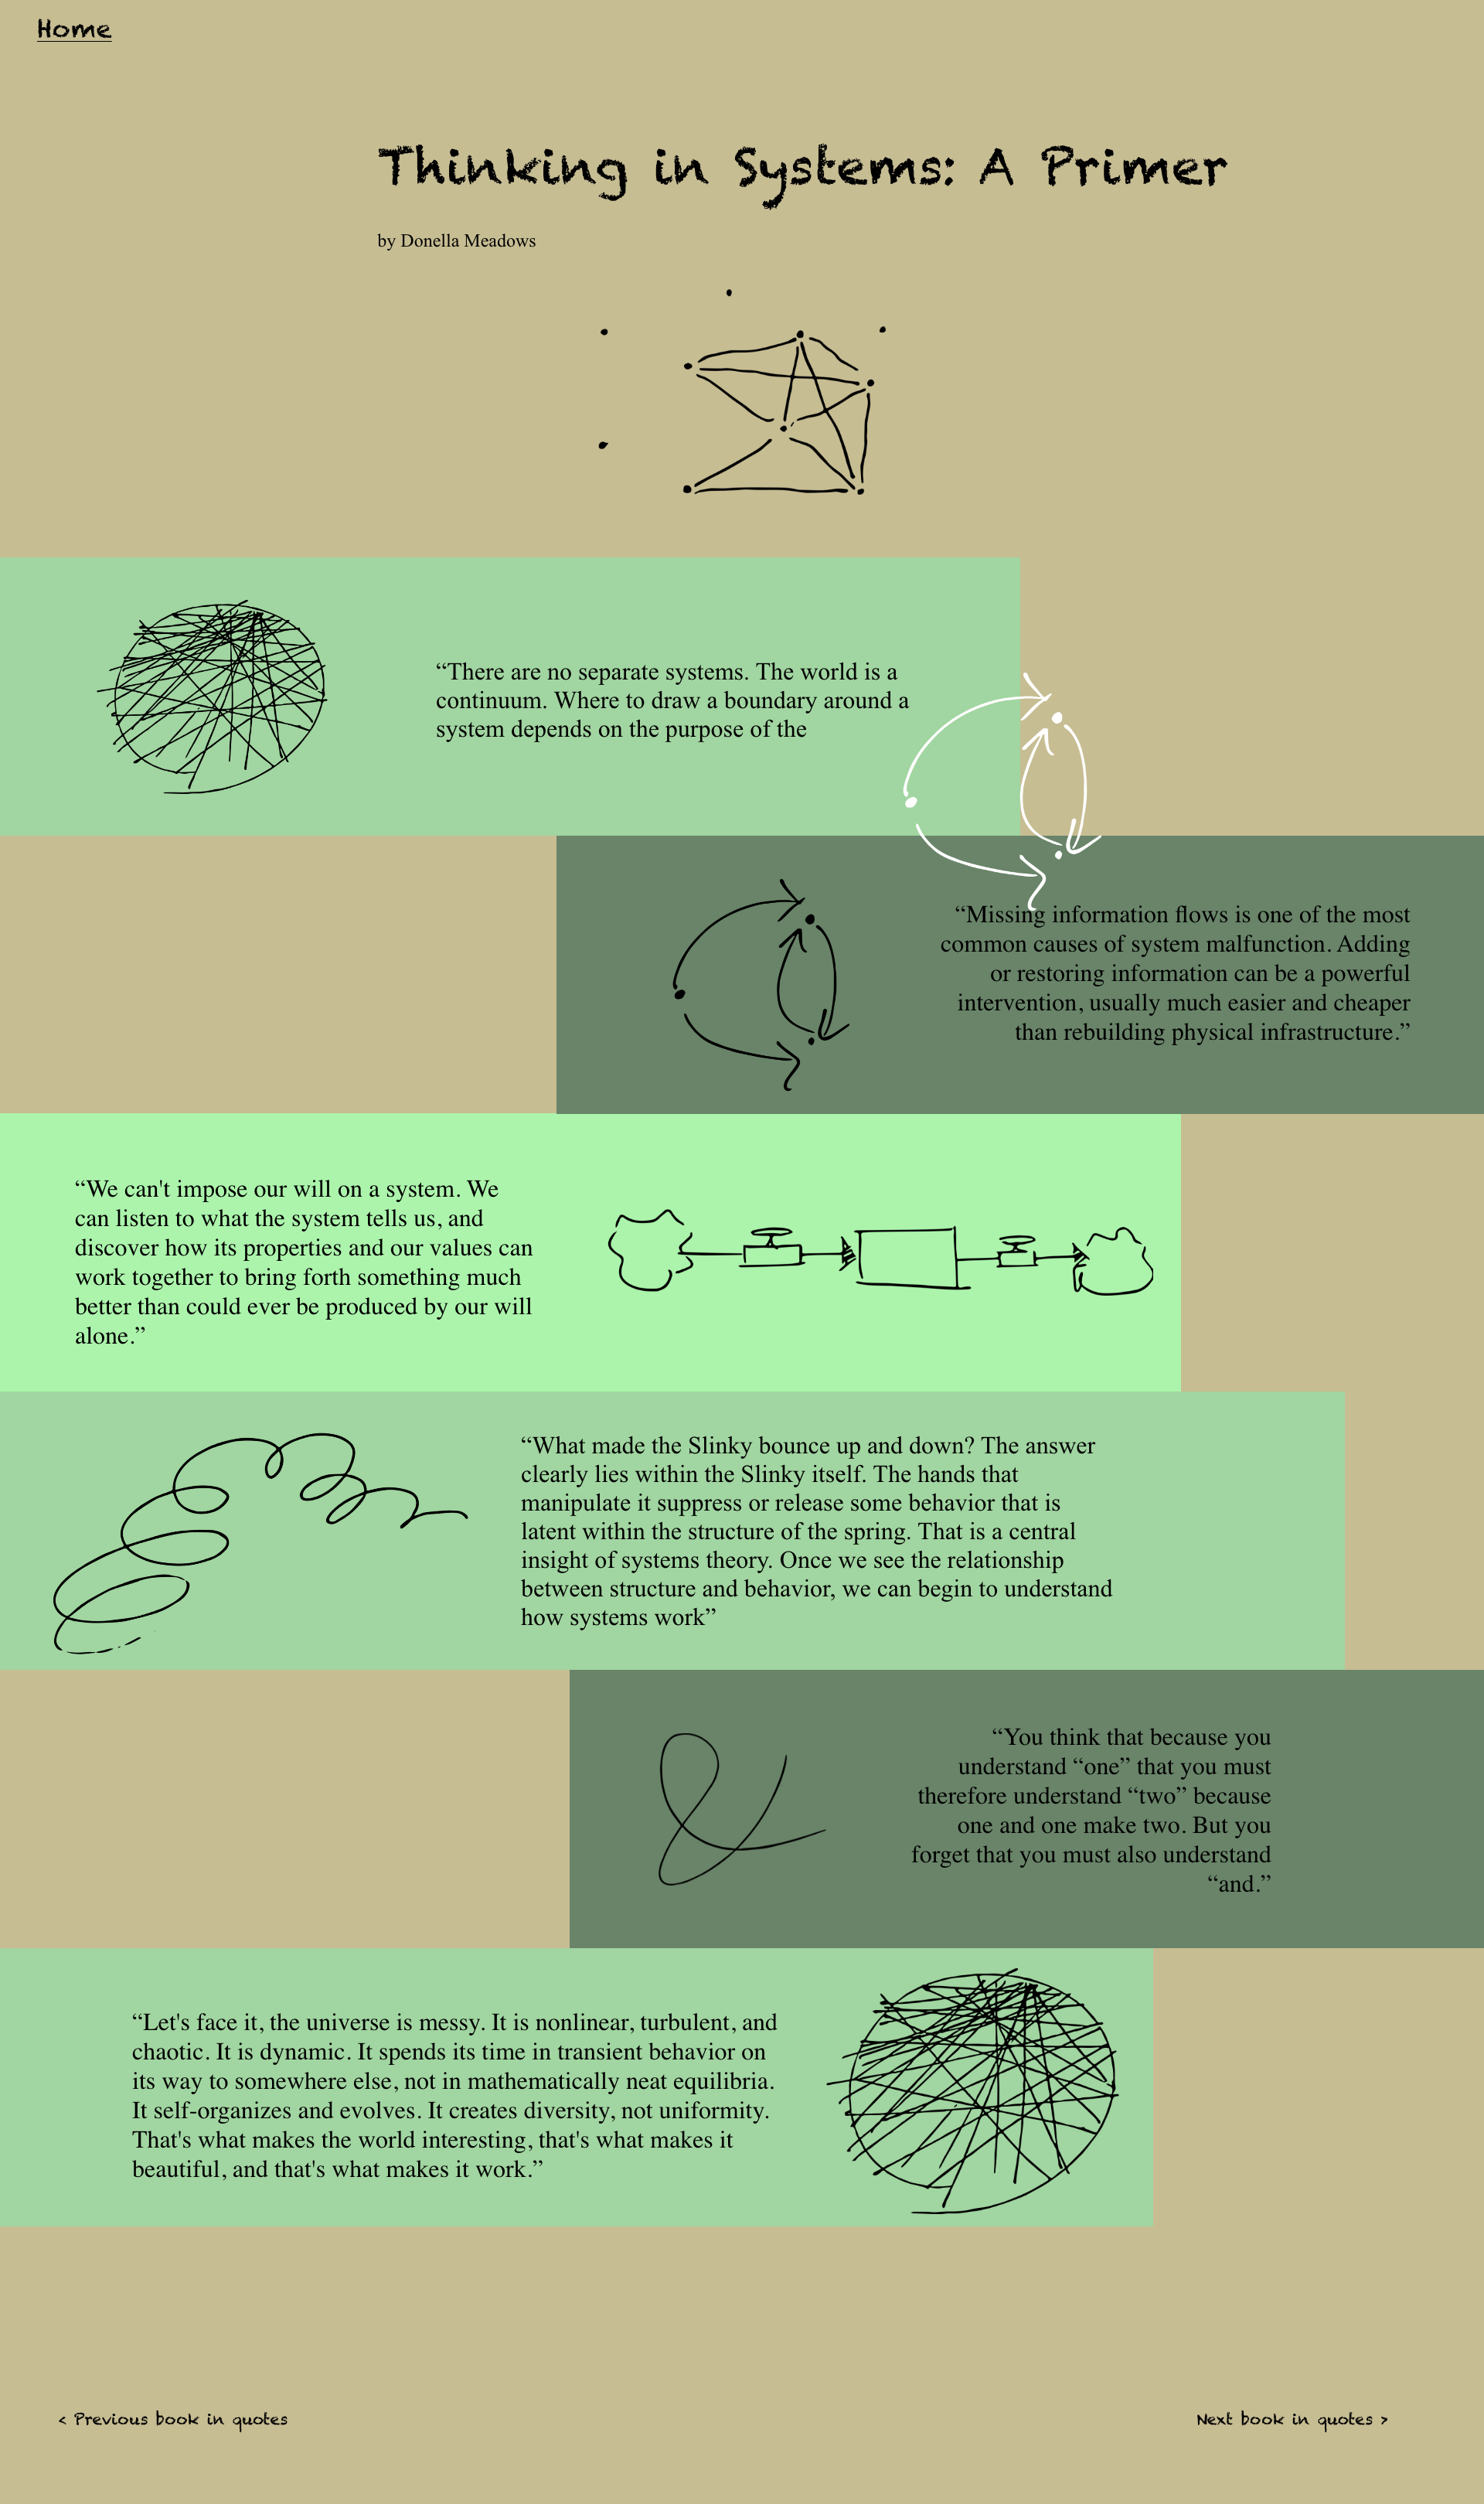 Home
Thinking in Systems: A Primer
by Donella Meadows
“There are no separate systems. The world is a
continuum. Where to draw a boundary around a
system depends on the purpose of the
“Missing information flows is one of the most
common causes of system malfunction. Adding
or restoring information can be a powerful
intervention, usually much easier and cheaper
than rebuilding physical infrastructure.”
“We can't impose our will on a system. We
can listen to what the system tells us, and
discover how its properties and our values can
work together to bring forth something much
better than could ever be produced by our will
alone.”
“What made the Slinky bounce up and down? The answer
clearly lies within the Slinky itself. The hands that
manipulate it suppress or release some behavior that is
latent within the structure of the spring. That is a central
insight of systems theory. Once we see the relationship
between structure and behavior, we can begin to understand
how systems work”
“You think that because you
understand “one” that you must
therefore understand “two” because
one and one make two. But you
forget that you must also understand
“and.”
“Let's face it, the universe is messy. It is nonlinear, turbulent, and
chaotic. It is dynamic. It spends its time in transient behavior on
its way to somewhere else, not in mathematically neat equilibria.
It self-organizes and evolves. It creates diversity, not uniformity.
That's what makes the world interesting, that's what makes it
beautiful, and that's what makes it work.”
< Previous book in quotes
Next book in quotes >